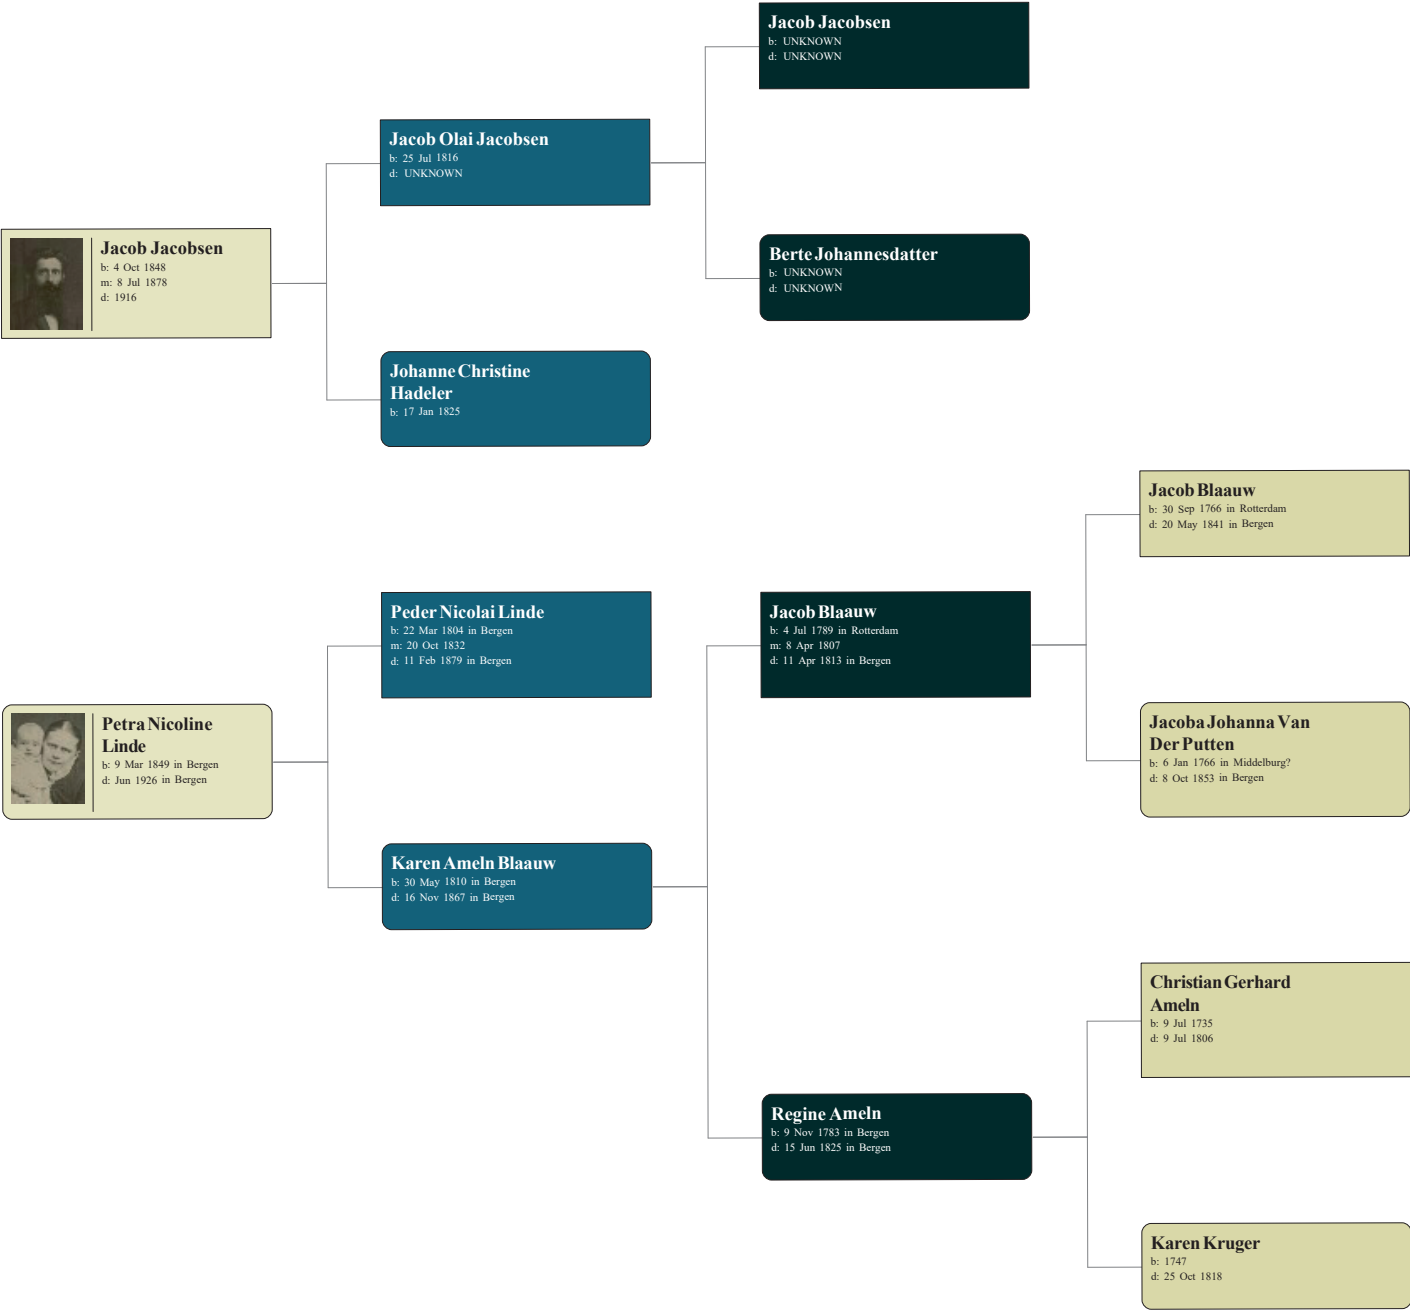 Jacob Jacobsen
b: UNKNOWN
d: UNKNOWN
Jacob Olai Jacobsen
b: 25 Jul 1816
d: UNKNOWN
Jacob Jacobsen
b: 4 Oct 1848
m: 8 Jul 1878
d: 1916
Berte Johannesdatter
b: UNKNOWN
d: UNKNOWN
Johanne Christine
Hadeler
b: 17 Jan 1825
Jacob Blaauw
b: 30 Sep 1766 in Rotterdam
d: 20 May 1841 in Bergen
Peder Nicolai Linde
b: 22 Mar 1804 in Bergen
m: 20 Oct 1832
d: 11 Feb 1879 in Bergen
Jacob Blaauw
b: 4 Jul 1789 in Rotterdam
m: 8 Apr 1807
d: 11 Apr 1813 in Bergen
Petra Nicoline
Linde
b: 9 Mar 1849 in Bergen
d: Jun 1926 in Bergen
Jacoba Johanna Van
Der Putten
b: 6 Jan 1766 in Middelburg?
d: 8 Oct 1853 in Bergen
Karen Ameln Blaauw
b: 30 May 1810 in Bergen
d: 16 Nov 1867 in Bergen
Christian Gerhard
Ameln
b: 9 Jul 1735
d: 9 Jul 1806
Regine Ameln
b: 9 Nov 1783 in Bergen
d: 15 Jun 1825 in Bergen
Karen Kruger
b: 1747
d: 25 Oct 1818